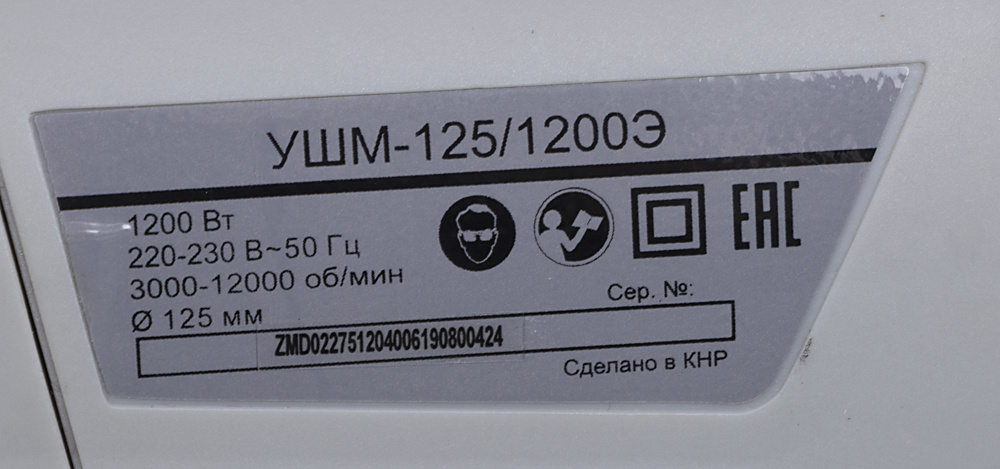 УШМ-125/1200Э
1200 Вт
220-230 В~50 Гц
3000-12000 об/мин
Ø 125 мм
EAC
Сер. №:
ZMD022751204006190800424
Сделано в КНР